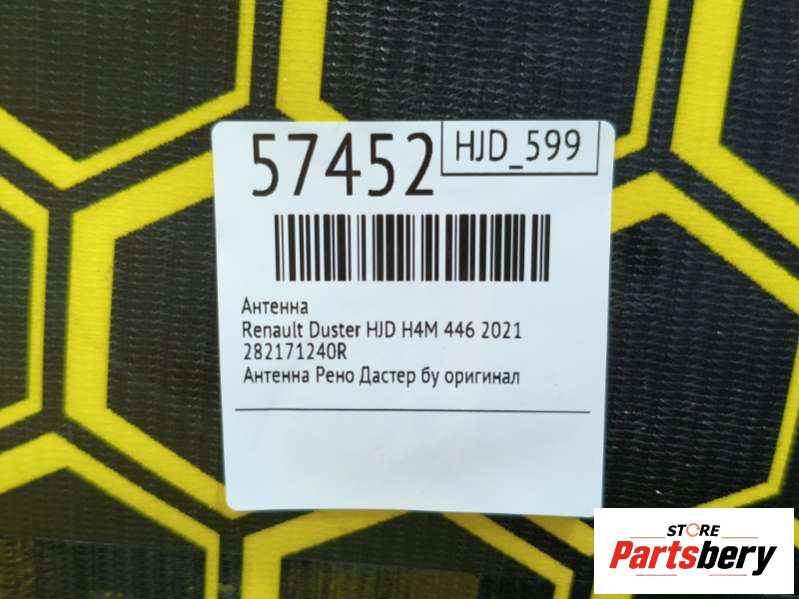 57452
HJD_599
Антенна
Renault Duster HJD H4M 446 2021
282171240R
Антенна Рено Дастер бу оригинал
STORE
Partsbery